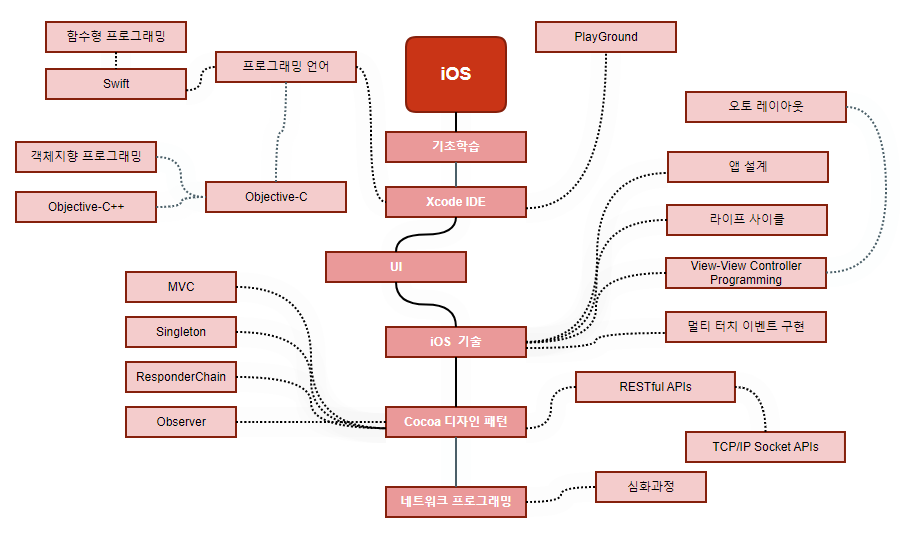 함수형 프로그래밍
Swift
프로그래밍 언어
iOS
PlayGround
오토 레이아웃
기초학습
객체지향 프로그래밍
앱 설계
Objective-C++
Objective-C
Xcode IDE
라이프 사이클
UI
View-View Controller
Programming
MVC
Singleton
iOS 기술
멀티 터치 이벤트 구현
ResponderChain
RESTful APIs
Observer
Cocoa 디자인 패턴
TCP/IP Socket APIs
네트워크 프로그래밍
심화과정